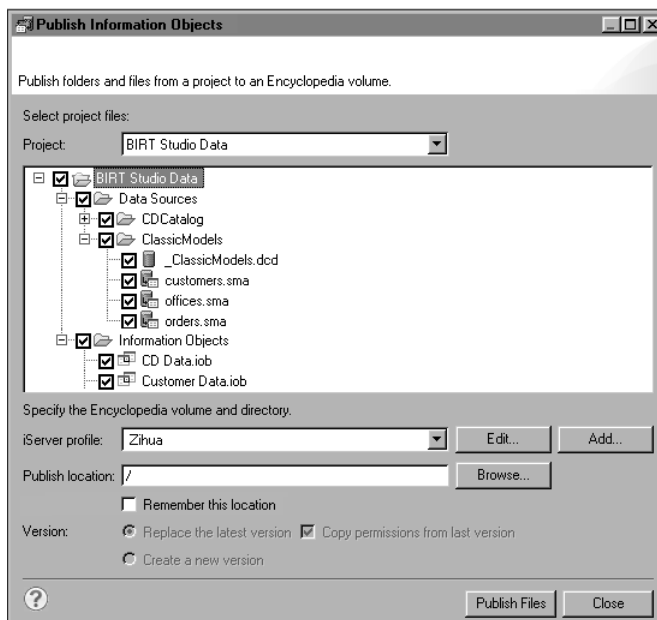 Publish Information Objects
Publish folders and files from a project to an Encyclopedia volume.
Select project files:
Project: BIRT Studio Data
BIRT Studio Data
Data Sources
CDCatalog
ClassicModels
_ClassicModels.dcd
customers.sma
offices.sma
orders.sma
Information Objects
CD Data.iob
Customer Data.iob
Specify the Encyclopedia volume and directory.
iServer profile: Zihua Edit... Add...
Publish location: / Browse...
Remember this location
Version: Replace the latest version Copy permissions from last version
Create a new version
? Publish Files Close